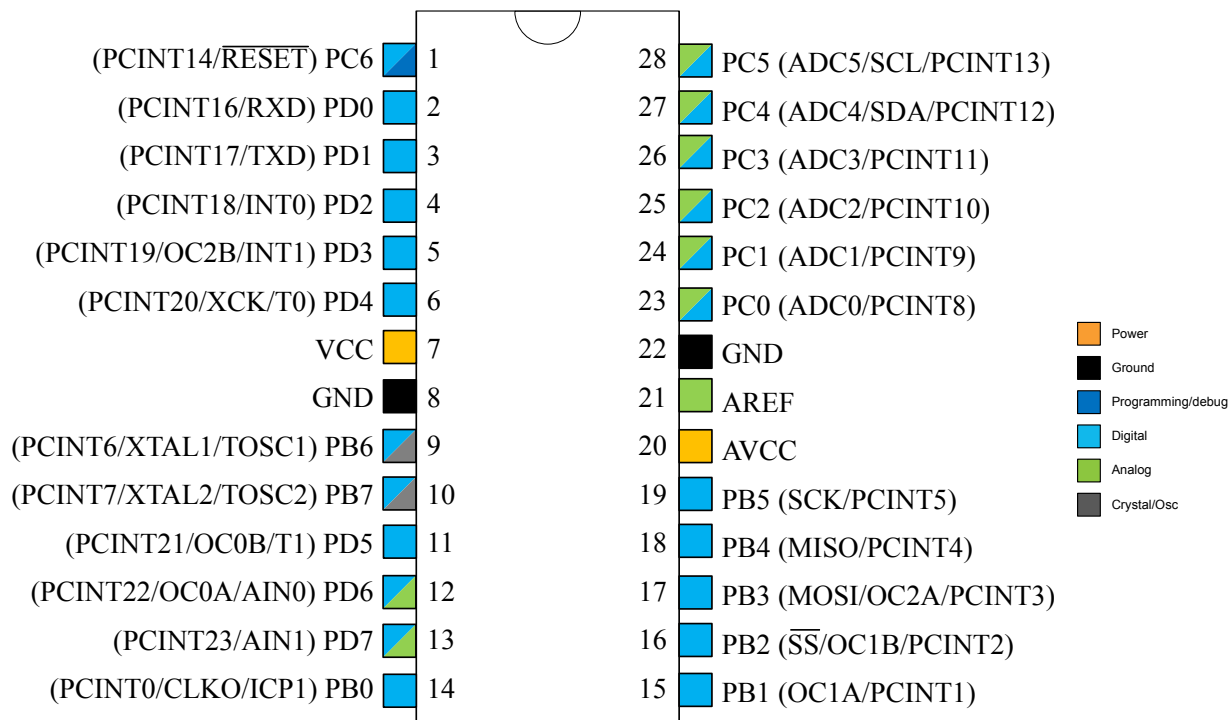 (PCINT14/RESET) PC6 1
(PCINT16/RXD) PD0 2
(PCINT17/TXD) PD1 3
(PCINT18/INT0) PD2 4
(PCINT19/OC2B/INT1) PD3 5
(PCINT20/XCK/T0) PD4 6
VCC 7
GND 8
(PCINT6/XTAL1/TOSC1) PB6 9
(PCINT7/XTAL2/TOSC2) PB7 10
(PCINT21/OC0B/T1) PD5 11
(PCINT22/OC0A/AIN0) PD6 12
(PCINT23/AIN1) PD7 13
(PCINT0/CLKO/ICP1) PB0 14
28 PC5 (ADC5/SCL/PCINT13)
27 PC4 (ADC4/SDA/PCINT12)
26 PC3 (ADC3/PCINT11)
25 PC2 (ADC2/PCINT10)
24 PC1 (ADC1/PCINT9)
23 PC0 (ADC0/PCINT8)
22 GND
21 AREF
20 AVCC
19 PB5 (SCK/PCINT5)
18 PB4 (MISO/PCINT4)
17 PB3 (MOSI/OC2A/PCINT3)
16 PB2 (SS/OC1B/PCINT2)
15 PB1 (OC1A/PCINT1)
Power
Ground
Programming/debug
Digital
Analog
Crystal/Osc